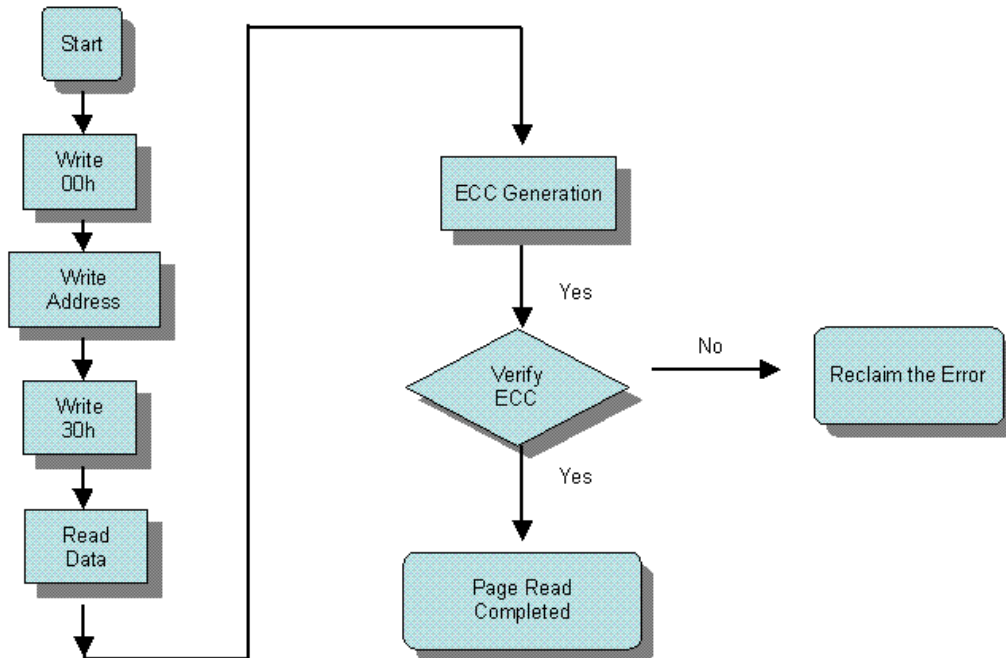 Start
Write
00h
Write
Address
Write
30h
Read
Data
ECC Generation
Yes
Verify
ECC
No
Reclaim the Error
Yes
Page Read
Completed